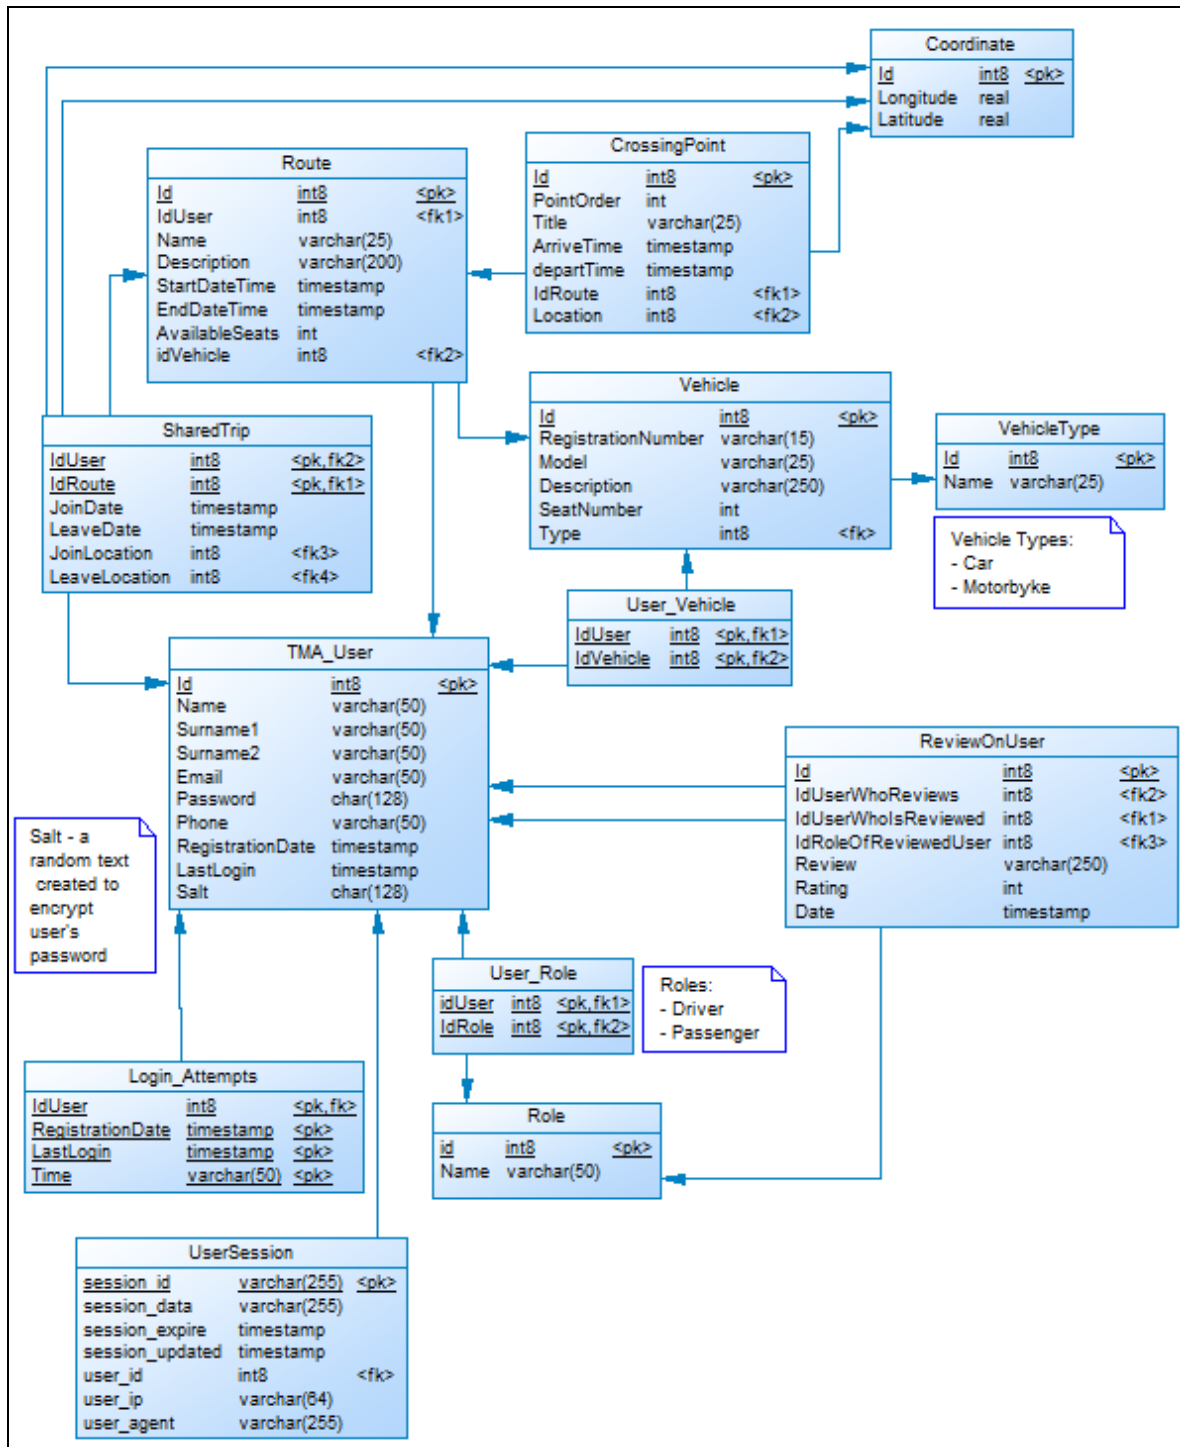 Coordinate
Id int8 <pk>
Longitude real
Latitude real
CrossingPoint
Id int8 <pk>
PointOrder int
Title varchar(25)
ArriveTime timestamp
departTime timestamp
IdRoute int8 <fk1>
Location int8 <fk2>
Route
Id int8 <pk>
IdUser int8 <fk1>
Name varchar(25)
Description varchar(200)
StartDateTime timestamp
EndDateTime timestamp
AvailableSeats int
idVehicle int8 <fk2>
Vehicle
Id int8 <pk>
RegistrationNumber varchar(15)
Model varchar(25)
Description varchar(250)
SeatNumber int
Type int8 <fk>
VehicleType
Id int8 <pk>
Name varchar(25)
Vehicle Types:
- Car
- Motorbyke
SharedTrip
IdUser int8 <pk,fk2>
IdRoute int8 <pk,fk1>
JoinDate timestamp
LeaveDate timestamp
JoinLocation int8 <fk3>
LeaveLocation int8 <fk4>
User_Vehicle
IdUser int8 <pk,fk1>
IdVehicle int8 <pk,fk2>
TMA_User
Id int8 <pk>
Name varchar(50)
Surname1 varchar(50)
Surname2 varchar(50)
Email varchar(50)
Password char(128)
Phone varchar(50)
RegistrationDate timestamp
LastLogin timestamp
Salt char(128)
ReviewOnUser
Id int8 <pk>
IdUserWhoReviews int8 <fk2>
IdUserWhoIsReviewed int8 <fk1>
IdRoleOfReviewedUser int8 <fk3>
Review varchar(250)
Rating int
Date timestamp
Salt - a
random text
created to
encrypt
user's
password
User_Role
idUser int8 <pk,fk1>
IdRole int8 <pk,fk2>
Roles:
- Driver
- Passenger
Login_Attempts
IdUser int8 <pk,fk>
RegistrationDate timestamp <pk>
LastLogin timestamp <pk>
Time varchar(50) <pk>
Role
id int8 <pk>
Name varchar(50)
UserSession
session_id varchar(255) <pk>
session_data varchar(255)
session_expire timestamp
session_updated timestamp
user_id int8 <fk>
user_ip varchar(64)
user_agent varchar(255)